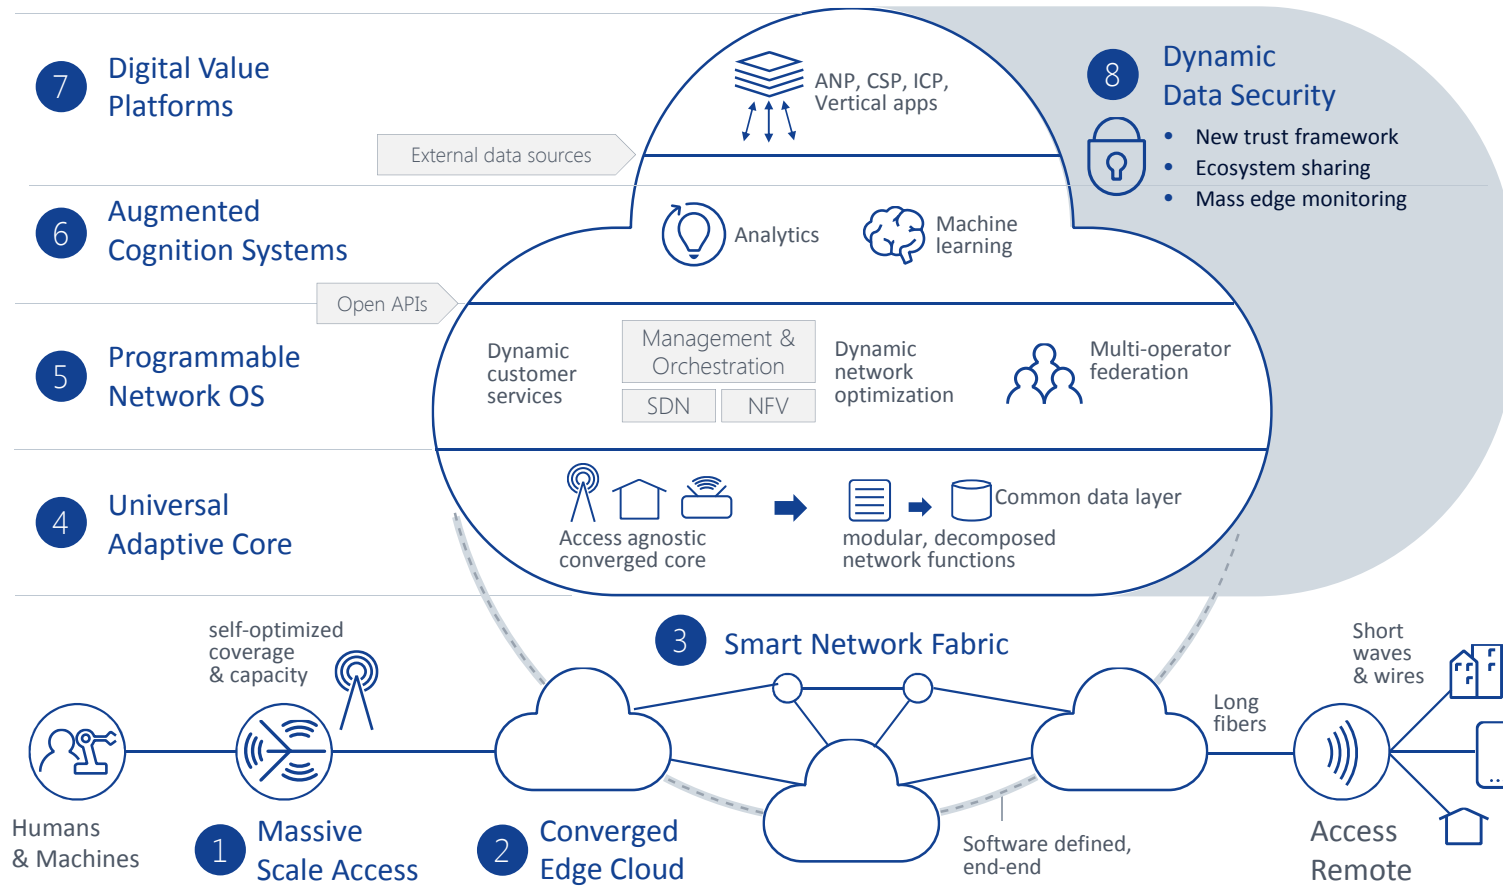 7
Digital Value
Platforms
ANP, CSP, ICP,
Vertical apps
8
Dynamic
Data Security
• New trust framework
• Ecosystem sharing
• Mass edge monitoring
External data sources
6
Augmented
Cognition Systems
Analytics
Machine
learning
Open APIs
5
Programmable
Network OS
Dynamic
customer
services
Management &
Orchestration
SDN
NFV
Dynamic
network
optimization
Multi-operator
federation
4
Universal
Adaptive Core
Access agnostic
converged core
modular, decomposed
network functions
Common data layer
self-optimized
coverage
& capacity
3
Smart Network Fabric
Short
waves
& wires
Long
fibers
Humans
& Machines
1
Massive
Scale Access
2
Converged
Edge Cloud
Software defined,
end-end
Access
Remote